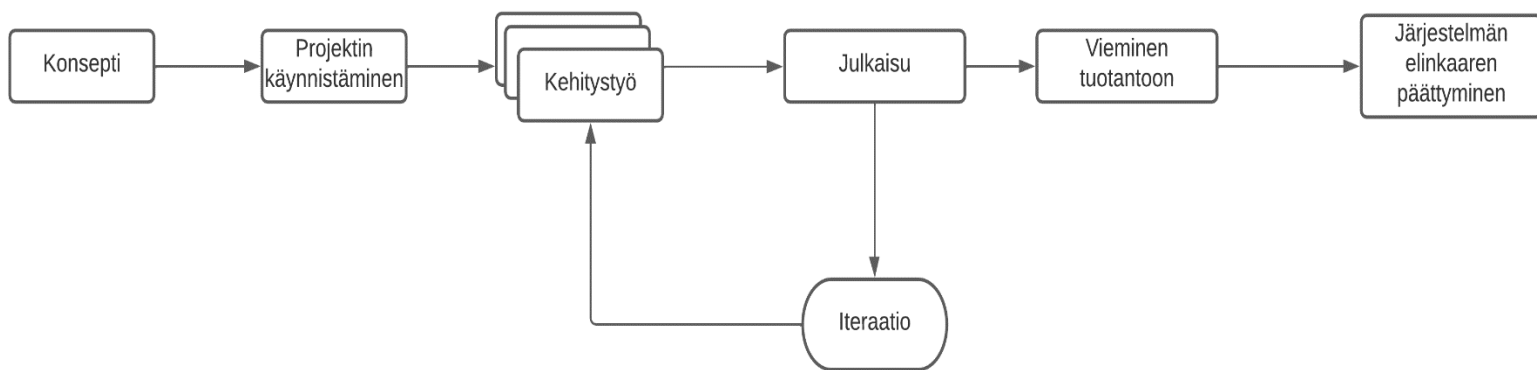 Konsepti
Projektin
käynnistäminen
Kehitystyö
Julkaisu
Vieminen
tuotantoon
Järjestelmän
elinkaaren
päättyminen
Iteraatio